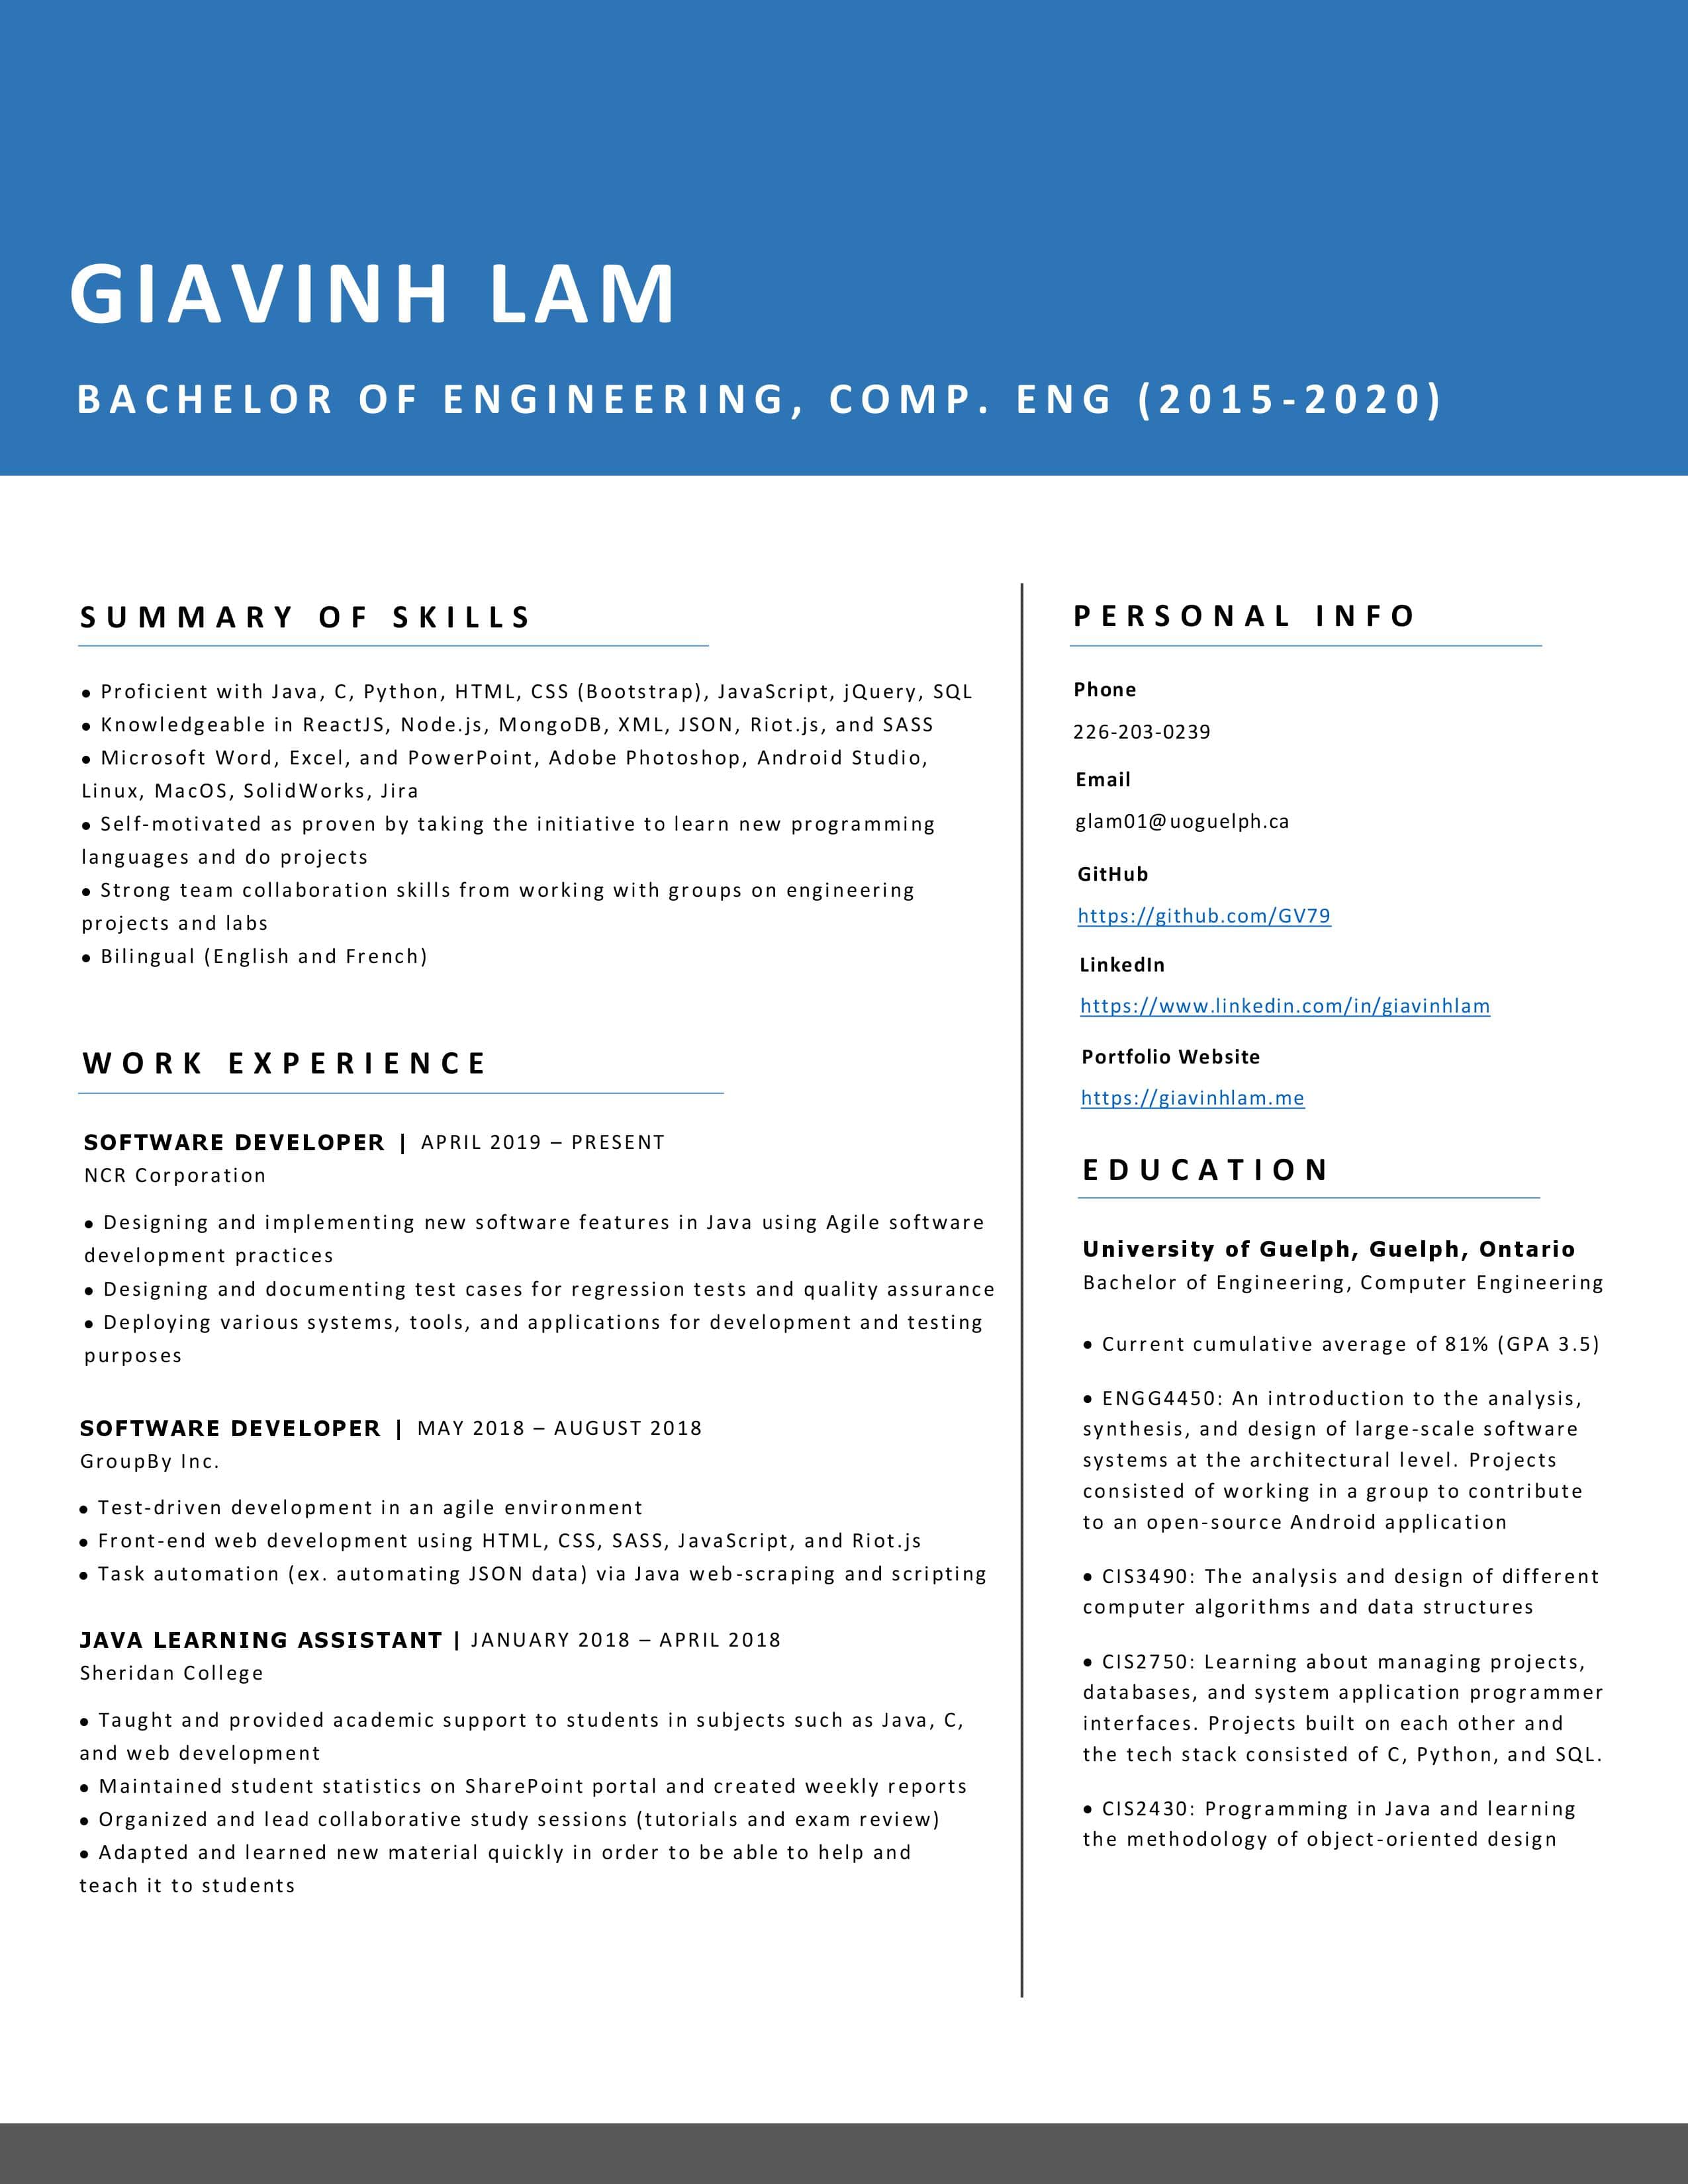 GIAVINH LAM
BACHELOR OF ENGINEERING, COMP. ENG (2015-2020)
SUMMARY OF SKILLS
• Proficient with Java, C, Python, HTML, CSS (Bootstrap), JavaScript, jQuery, SQL
• Knowledgeable in ReactJS, Node.js, MongoDB, XML, JSON, Riot.js, and SASS
• Microsoft Word, Excel, and PowerPoint, Adobe Photoshop, Android Studio,
Linux, MacOS, SolidWorks, Jira
• Self-motivated as proven by taking the initiative to learn new programming
languages and do projects
• Strong team collaboration skills from working with groups on engineering
projects and labs
• Bilingual (English and French)
WORK EXPERIENCE
SOFTWARE DEVELOPER | APRIL 2019 – PRESENT
NCR Corporation
• Designing and implementing new software features in Java using Agile software
development practices
• Designing and documenting test cases for regression tests and quality assurance
• Deploying various systems, tools, and applications for development and testing
purposes
SOFTWARE DEVELOPER | MAY 2018 – AUGUST 2018
GroupBy Inc.
• Test-driven development in an agile environment
• Front-end web development using HTML, CSS, SASS, JavaScript, and Riot.js
• Task automation (ex. automating JSON data) via Java web-scraping and scripting
JAVA LEARNING ASSISTANT | JANUARY 2018 – APRIL 2018
Sheridan College
• Taught and provided academic support to students in subjects such as Java, C,
and web development
• Maintained student statistics on SharePoint portal and created weekly reports
• Organized and lead collaborative study sessions (tutorials and exam review)
• Adapted and learned new material quickly in order to be able to help and
teach it to students
PERSONAL INFO
Phone
226-203-0239
Email
glam01@uoguelph.ca
GitHub
https://github.com/GV79
LinkedIn
https://www.linkedin.com/in/giavinhlam
Portfolio Website
https://giavinhlam.me
EDUCATION
University of Guelph, Guelph, Ontario
Bachelor of Engineering, Computer Engineering
• Current cumulative average of 81% (GPA 3.5)
• ENGG4450: An introduction to the analysis,
synthesis, and design of large-scale software
systems at the architectural level. Projects
consisted of working in a group to contribute
to an open-source Android application
• CIS3490: The analysis and design of different
computer algorithms and data structures
• CIS2750: Learning about managing projects,
databases, and system application programmer
interfaces. Projects built on each other and
the tech stack consisted of C, Python, and SQL.
• CIS2430: Programming in Java and learning
the methodology of object-oriented design